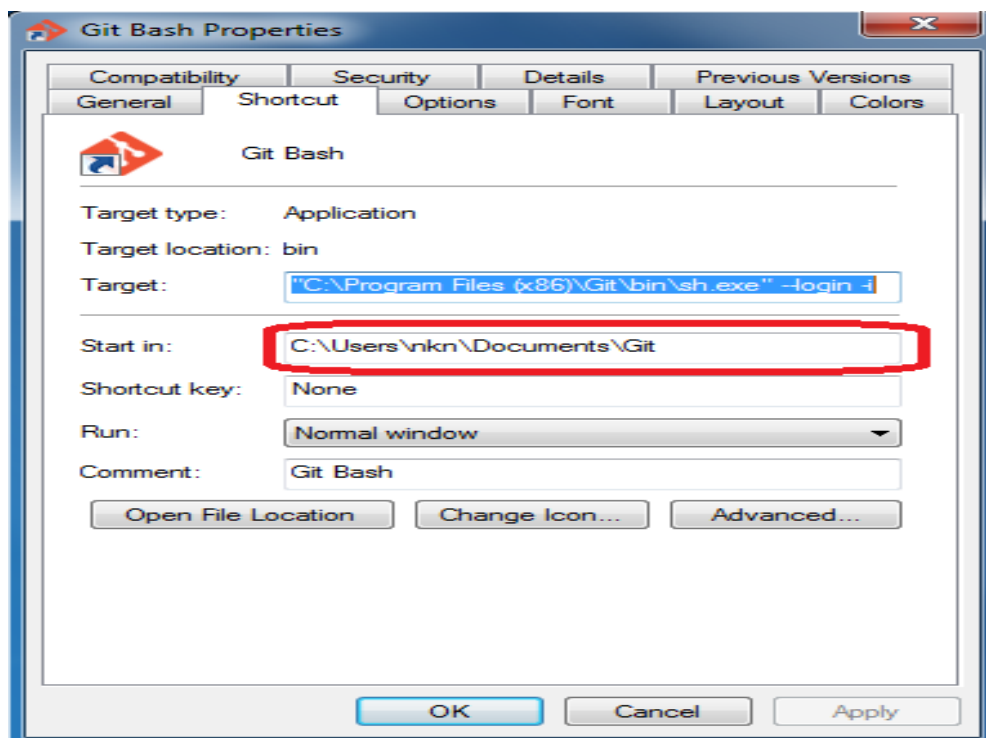 Git Bash Properties
Compatibility Security Details Previous Versions
General Shortcut Options Font Layout Colors
Git Bash
Target type: Application
Target location: bin
Target: "C:\Program Files (x86)\Git\bin\sh.exe" --login -i
Start in: C:\Users\nkn\Documents\Git
Shortcut key: None
Run: Normal window
Comment: Git Bash
Open File Location Change Icon... Advanced...
OK Cancel Apply